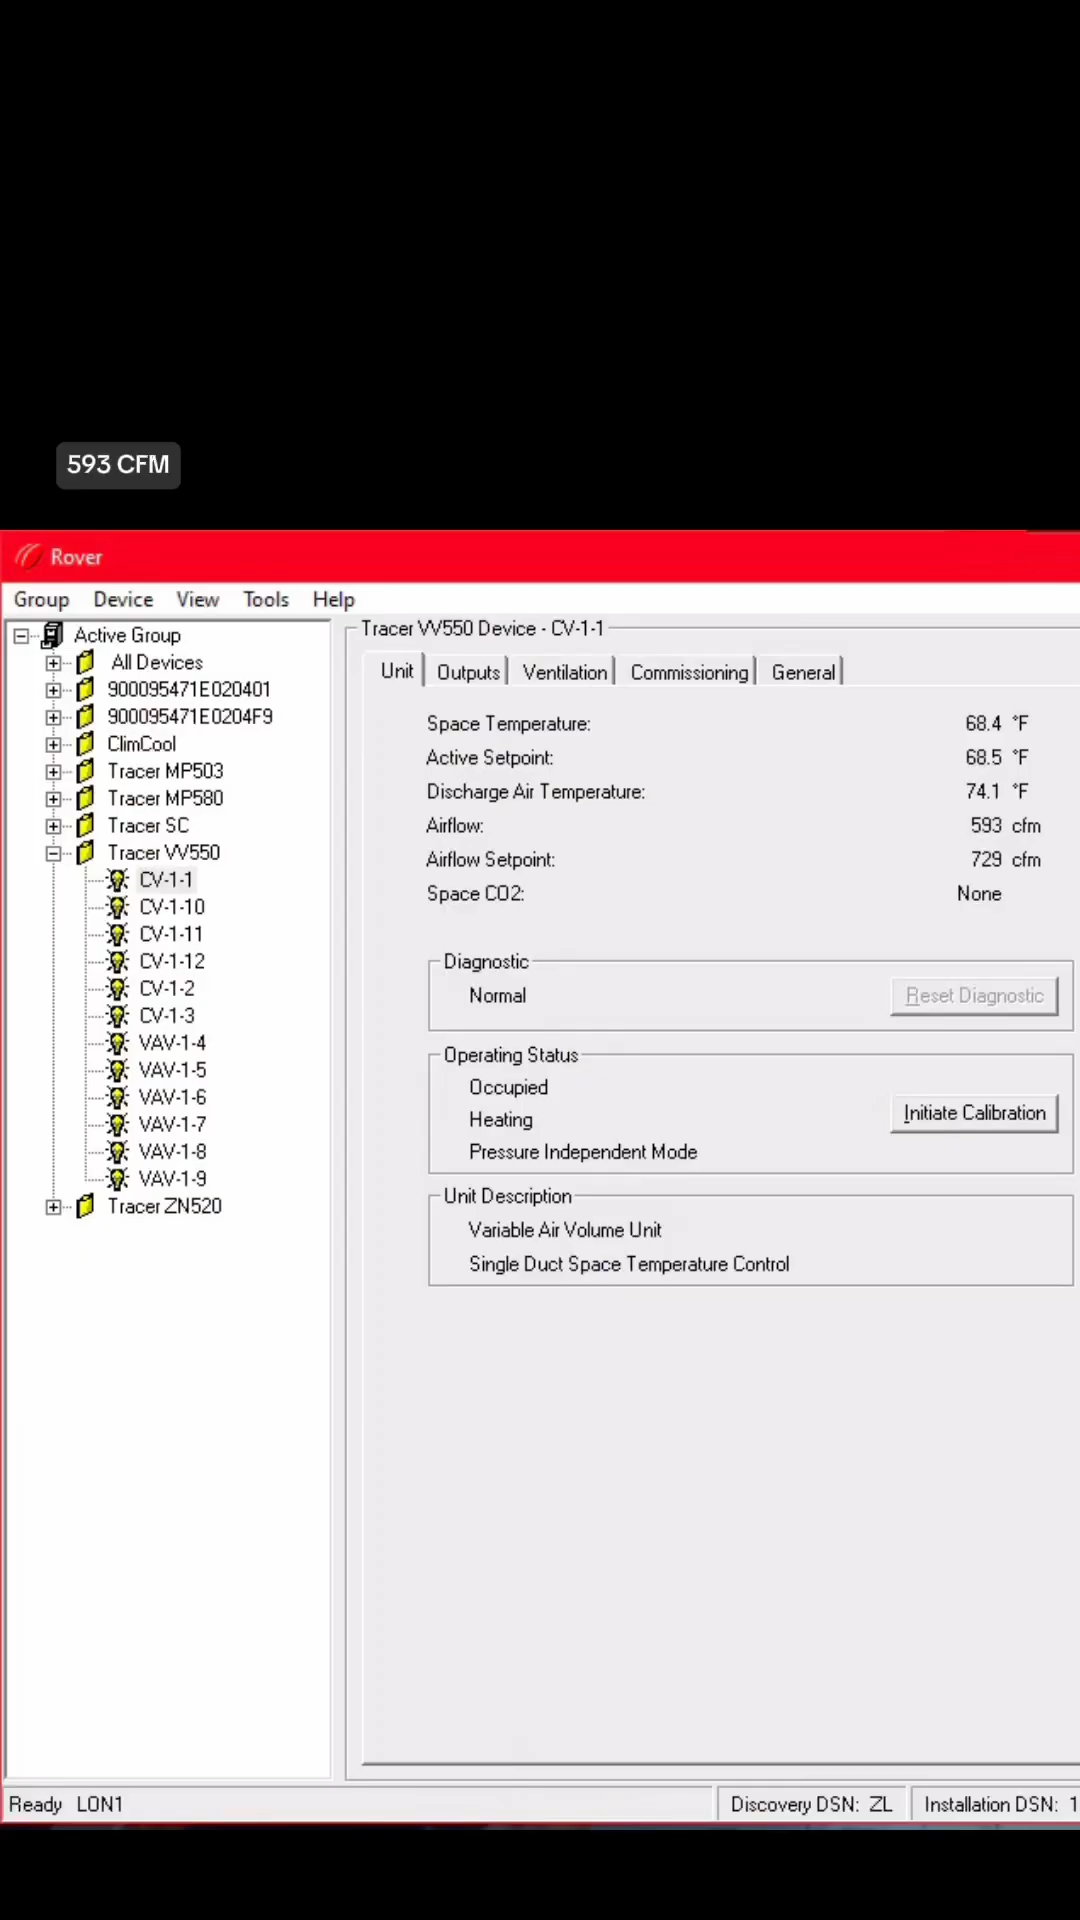 593 CFM
Rover
Group Device View Tools Help
Active Group
All Devices
900095471E020401
900095471E0204F9
ClimCool
Tracer MP503
Tracer MP580
Tracer SC
Tracer VV550
CV-1-1
CV-1-10
CV-1-11
CV-1-12
CV-1-2
CV-1-3
VAV-1-4
VAV-1-5
VAV-1-6
VAV-1-7
VAV-1-8
VAV-1-9
Tracer ZN520
Tracer VV550 Device - CV-1-1
Unit Outputs Ventilation Commissioning General
Space Temperature: 68.4 °F
Active Setpoint: 68.5 °F
Discharge Air Temperature: 74.1 °F
Airflow: 593 cfm
Airflow Setpoint: 729 cfm
Space CO2: None
Diagnostic
Normal Reset Diagnostic
Operating Status
Occupied
Heating
Initiate Calibration
Pressure Independent Mode
Unit Description
Variable Air Volume Unit
Single Duct Space Temperature Control
Ready LON1 Discovery DSN: ZL Installation DSN: 1